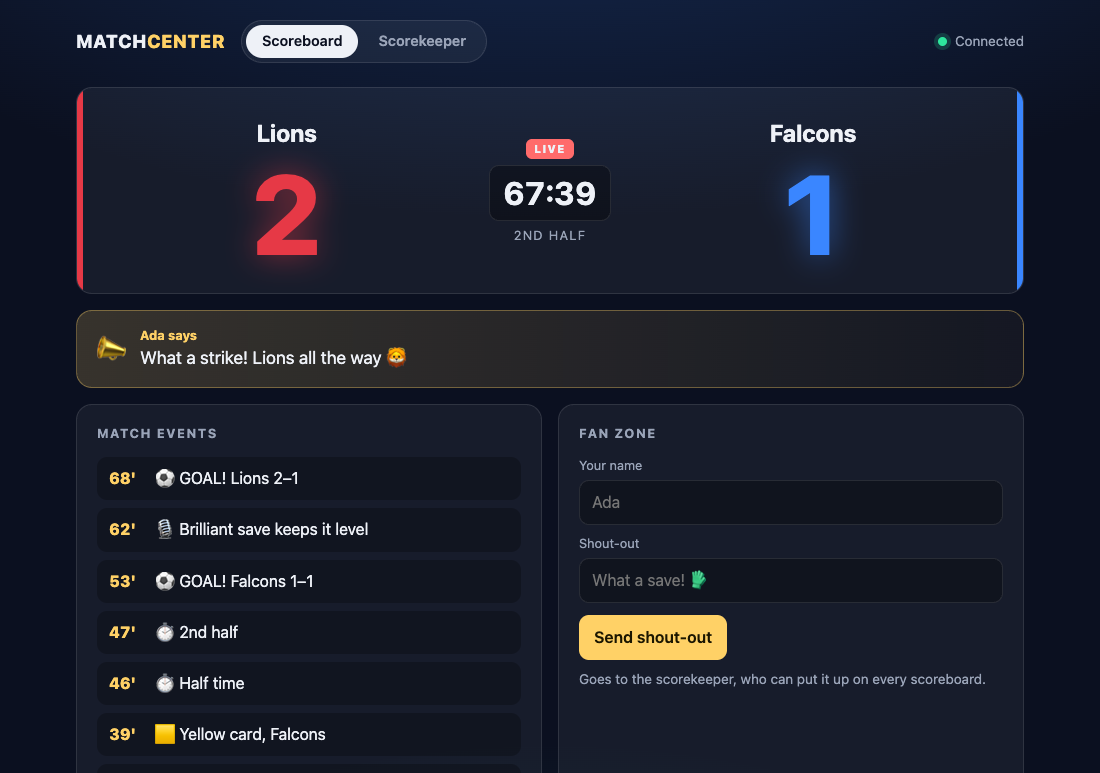 MATCHCENTER
Scoreboard
Scorekeeper
Connected
Lions
2
LIVE
67:39
2ND HALF
Falcons
1
Ada says
What a strike! Lions all the way 🦁
MATCH EVENTS
68' ⚽ GOAL! Lions 2–1
62' 🎙️ Brilliant save keeps it level
53' ⚽ GOAL! Falcons 1–1
47' ⏱️ 2nd half
46' ⏱️ Half time
39' 🟨 Yellow card, Falcons
FAN ZONE
Your name
Ada
Shout-out
What a save! 🧤
Send shout-out
Goes to the scorekeeper, who can put it up on every scoreboard.